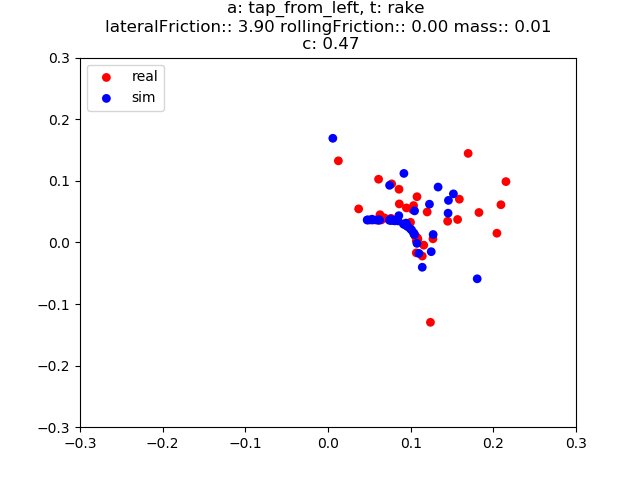 a: tap_from_left, t: rake
lateralFriction:: 3.90 rollingFriction:: 0.00 mass:: 0.01
c: 0.47
real
sim
0.3
0.2
0.1
0.0
−0.1
−0.2
−0.3
−0.3 −0.2 −0.1 0.0 0.1 0.2 0.3